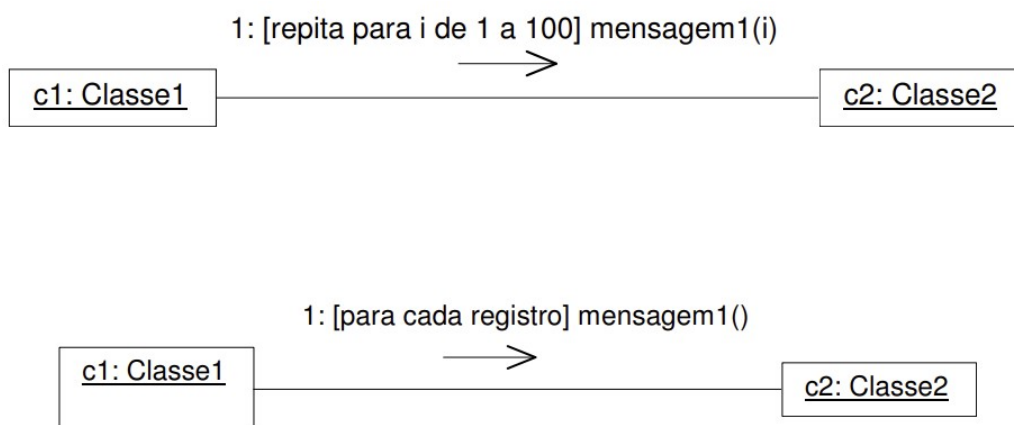 1: [repita para i de 1 a 100] mensagem1(i)
c1: Classe1
c2: Classe2
1: [para cada registro] mensagem1()
c1: Classe1
c2: Classe2